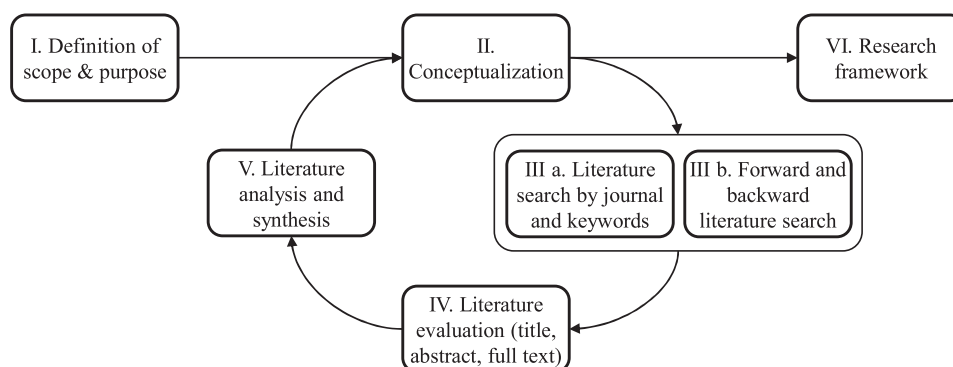 I. Definition of
scope & purpose
II.
Conceptualization
VI. Research
framework
V. Literature
analysis and
synthesis
III a. Literature
search by journal
and keywords
III b. Forward and
backward
literature search
IV. Literature
evaluation (title,
abstract, full text)